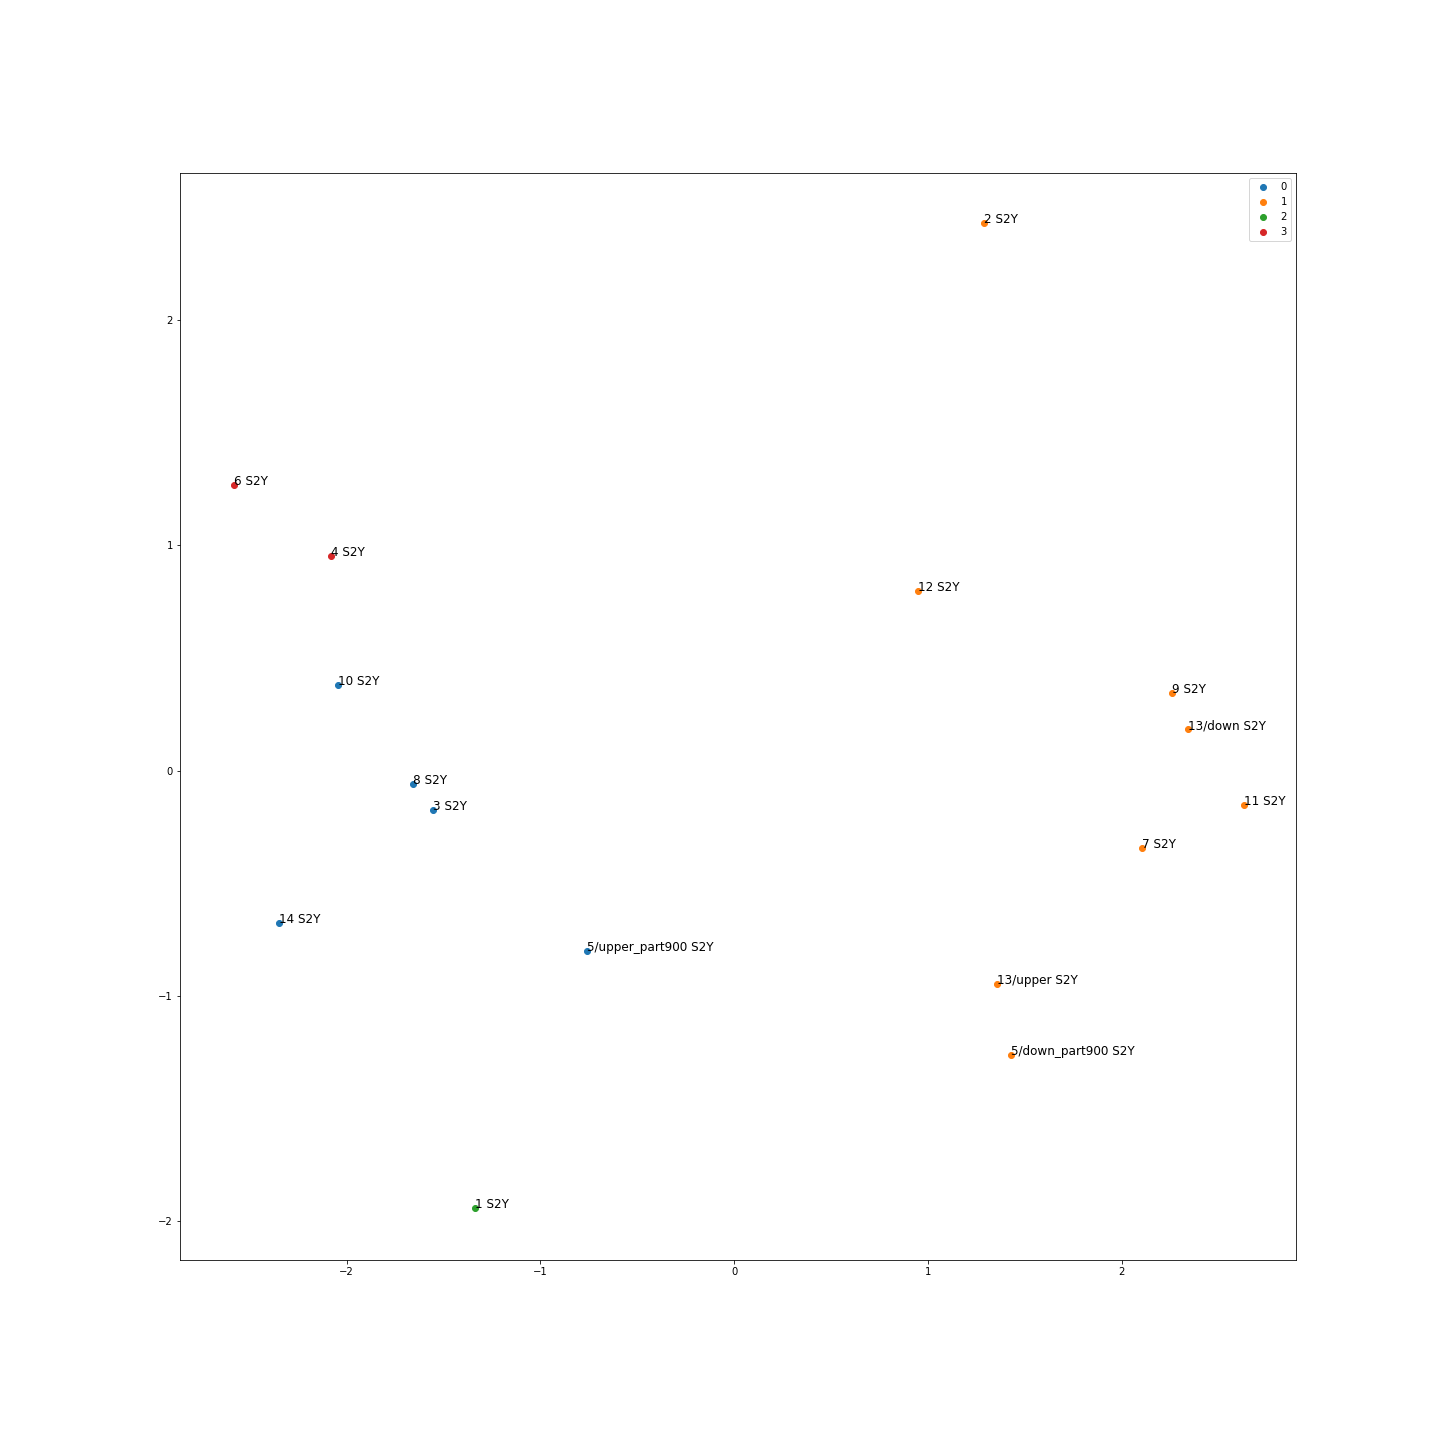 0
1
2
3
2 S2Y
2
6 S2Y
1
4 S2Y
12 S2Y
10 S2Y
9 S2Y
13/down S2Y
0
8 S2Y
3 S2Y
11 S2Y
7 S2Y
14 S2Y
5/upper_part900 S2Y
13/upper S2Y
−1
5/down_part900 S2Y
1 S2Y
−2
−2 −1 0 1 2